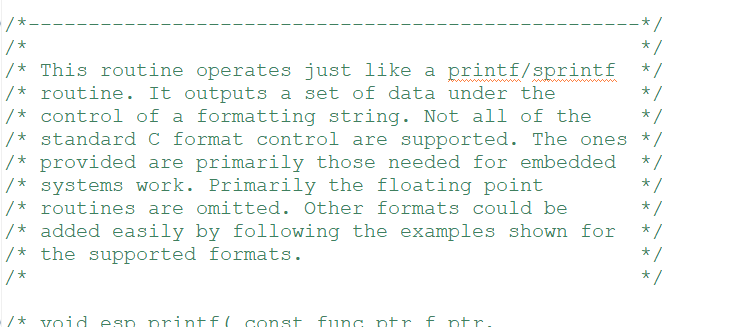 /*---------------------------------------------------*/
/*                                                   */
/* This routine operates just like a printf/sprintf  */
/* routine. It outputs a set of data under the       */
/* control of a formatting string. Not all of the    */
/* standard C format control are supported. The ones */
/* provided are primarily those needed for embedded  */
/* systems work. Primarily the floating point        */
/* routines are omitted. Other formats could be      */
/* added easily by following the examples shown for  */
/* the supported formats.                            */
/*                                                   */
/* void esp_printf( const func_ptr f_ptr,